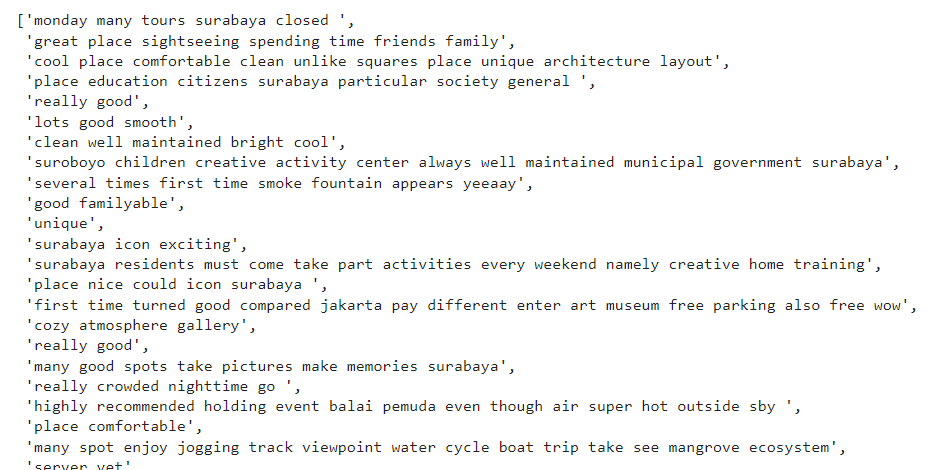 ['monday many tours surabaya closed ',
'great place sightseeing spending time friends family',
'cool place comfortable clean unlike squares place unique architecture layout',
'place education citizens surabaya particular society general ',
'really good',
'lots good smooth',
'clean well maintained bright cool',
'suroboyo children creative activity center always well maintained municipal government surabaya',
'several times first time smoke fountain appears yeeaay',
'good familyable',
'unique',
'surabaya icon exciting',
'surabaya residents must come take part activities every weekend namely creative home training',
'place nice could icon surabaya ',
'first time turned good compared jakarta pay different enter art museum free parking also free wow',
'cozy atmosphere gallery',
'really good',
'many good spots take pictures make memories surabaya',
'really crowded nighttime go ',
'highly recommended holding event balai pemuda even though air super hot outside sby ',
'place comfortable',
'many spot enjoy jogging track viewpoint water cycle boat trip take see mangrove ecosystem',
'server yet'